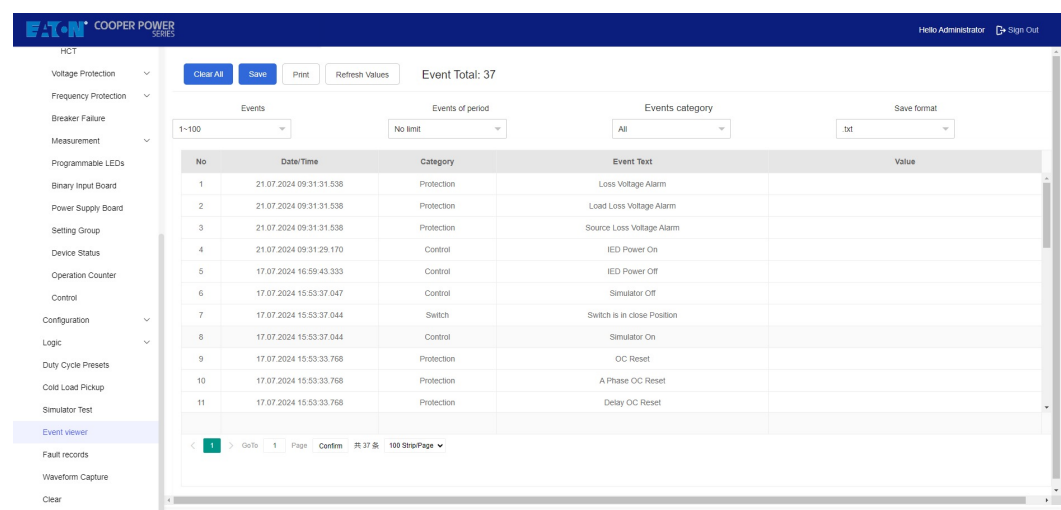 EATON COOPER POWER SERIES
Hello Administrator Sign Out
HCT
Voltage Protection
Frequency Protection
Breaker Failure
Measurement
Programmable LEDs
Binary Input Board
Power Supply Board
Setting Group
Device Status
Operation Counter
Control
Configuration
Logic
Duty Cycle Presets
Cold Load Pickup
Simulator Test
Event viewer
Fault records
Waveform Capture
Clear
Clear All Save Print Refresh Values Event Total: 37
Events Events of period Events category Save format
1~100 No limit All .txt
No Date/Time Category Event Text Value
1 21.07.2024 09:31:31.538 Protection Loss Voltage Alarm
2 21.07.2024 09:31:31.538 Protection Load Loss Voltage Alarm
3 21.07.2024 09:31:31.538 Protection Source Loss Voltage Alarm
4 21.07.2024 09:31:29.170 Control IED Power On
5 17.07.2024 16:59:43.333 Control IED Power Off
6 17.07.2024 15:53:37.047 Control Simulator Off
7 17.07.2024 15:53:37.044 Switch Switch is in close Position
8 17.07.2024 15:53:37.044 Control Simulator On
9 17.07.2024 15:53:33.768 Protection OC Reset
10 17.07.2024 15:53:33.768 Protection A Phase OC Reset
11 17.07.2024 15:53:33.768 Protection Delay OC Reset
< 1 > GoTo 1 Page Confirm 共 37 条 100 Strip/Page